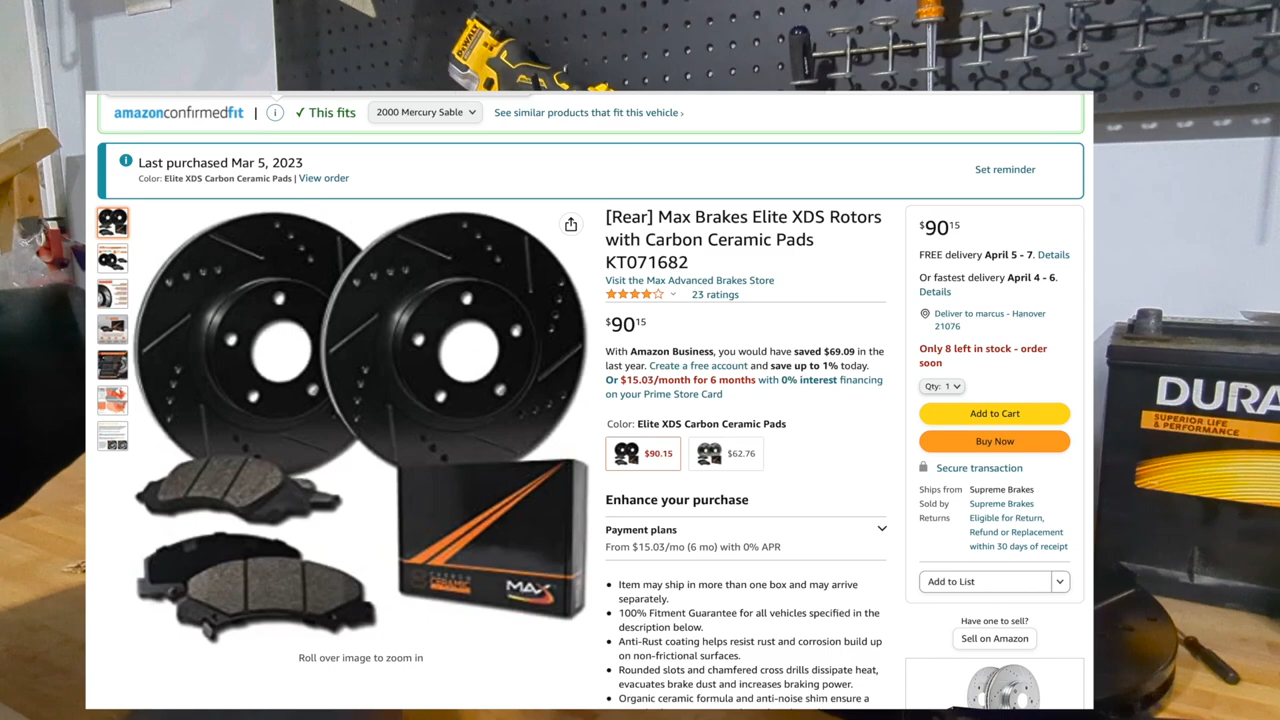 DEWALT
amazonconfirmedfit | i ✓ This fits 2000 Mercury Sable See similar products that fit this vehicle ›
Last purchased Mar 5, 2023
Color: Elite XDS Carbon Ceramic Pads | View order
Set reminder
[Rear] Max Brakes Elite XDS Rotors
with Carbon Ceramic Pads
KT071682
Visit the Max Advanced Brakes Store
23 ratings
$9015
With Amazon Business, you would have saved $69.09 in the
last year. Create a free account and save up to 1% today.
Or $15.03/month for 6 months with 0% interest financing
on your Prime Store Card
Color: Elite XDS Carbon Ceramic Pads
$90.15
$62.76
Enhance your purchase
Payment plans
From $15.03/mo (6 mo) with 0% APR
• Item may ship in more than one box and may arrive
separately.
• 100% Fitment Guarantee for all vehicles specified in the
description below.
• Anti-Rust coating helps resist rust and corrosion build up
on non-frictional surfaces.
• Rounded slots and chamfered cross drills dissipate heat,
evacuates brake dust and increases braking power.
• Organic ceramic formula and anti-noise shim ensure a
CERAMIC
MAX
Roll over image to zoom in
$9015
FREE delivery April 5 - 7. Details
Or fastest delivery April 4 - 6.
Details
Deliver to marcus - Hanover
21076
Only 8 left in stock - order
soon
Qty: 1
Add to Cart
Buy Now
Secure transaction
Ships from Supreme Brakes
Sold by Supreme Brakes
Returns Eligible for Return,
Refund or Replacement
within 30 days of receipt
Add to List
Have one to sell?
Sell on Amazon
DURA
SUPERIOR LIFE
& PERFORMANCE